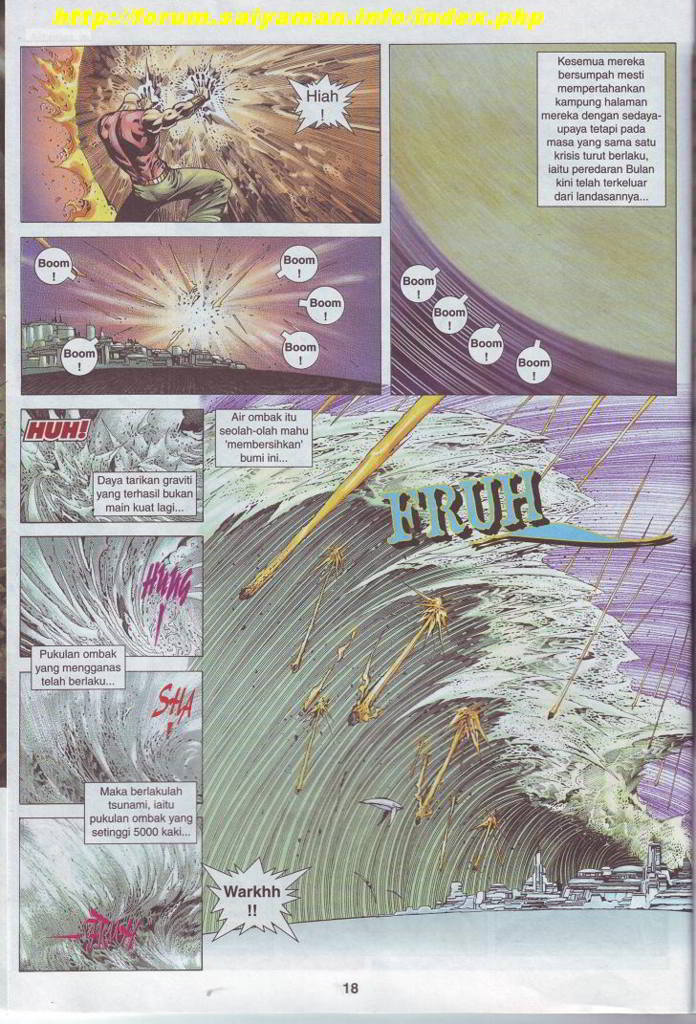 http://forum.saiyaman.info/index.php
Hiah
!
Kesemua mereka
bersumpah mesti
mempertahankan
kampung halaman
mereka dengan sedaya-
upaya tetapi pada
masa yang sama satu
krisis turut berlaku,
iaitu peredaran Bulan
kini telah terkeluar
dari landasannya...
Boom
!
Boom
!
Boom
!
Boom
!
Boom
!
Boom
!
Boom
!
Boom
!
Boom
!
HUH!
Daya tarikan graviti
yang terhasil bukan
main kuat lagi...
Air ombak itu
seolah-olah mahu
'membersihkan'
bumi ini...
FRUH
HUNG
!
Pukulan ombak
yang mengganas
telah berlaku...
SHA
!
Maka berlakulah
tsunami, iaitu
pukulan ombak yang
setinggi 5000 kaki...
Warkhh
!!
18